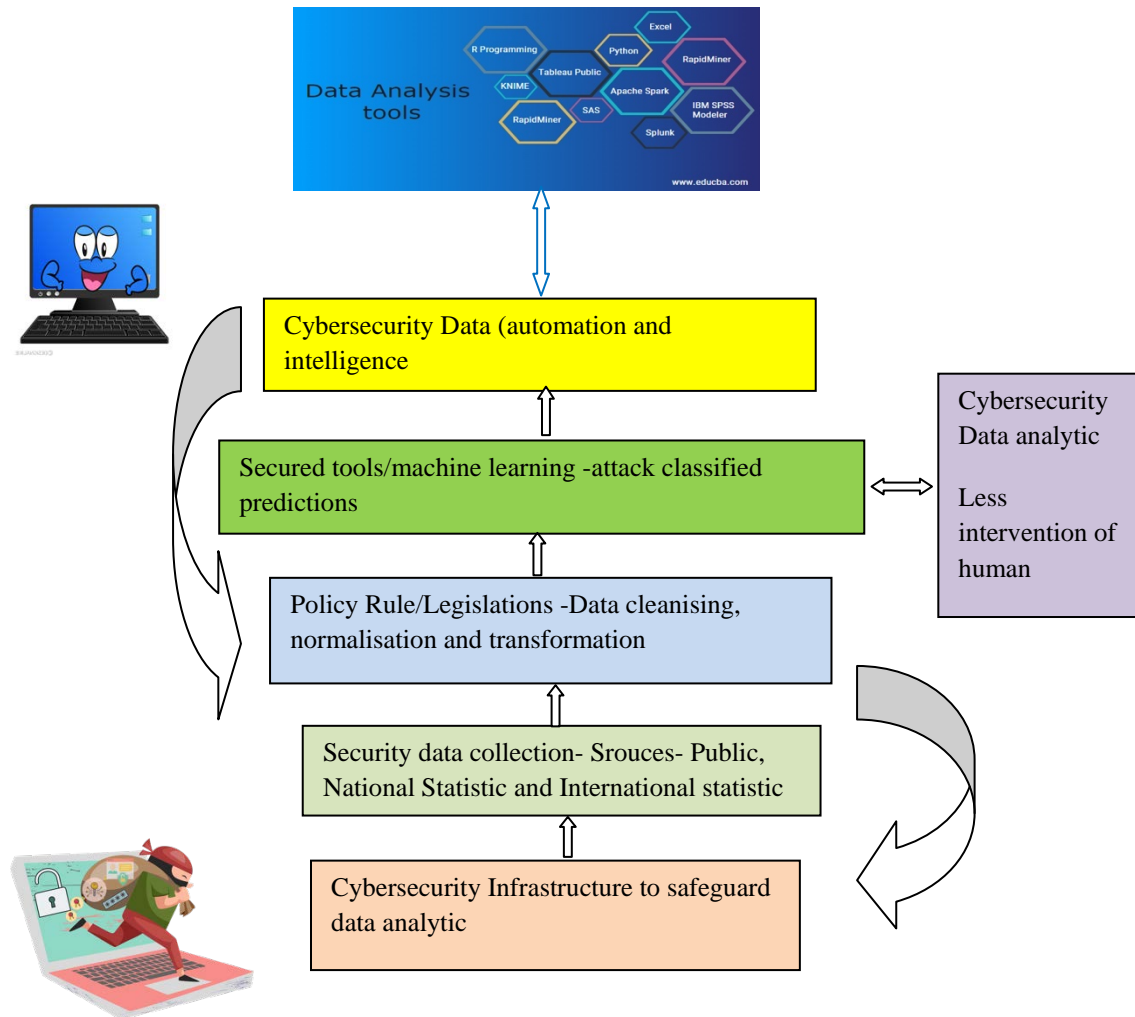 Excel
R Programming
Python
RapidMiner
Tableau Public
Data Analysis
tools
KNIME
Apache Spark
SAS
IBM SPSS
Modeler
RapidMiner
Splunk
www.educba.com
Cybersecurity Data (automation and
intelligence
Secured tools/machine learning -attack classified
predictions
Cybersecurity
Data analytic
Less
intervention of
human
Policy Rule/Legislations -Data cleanising,
normalisation and transformation
Security data collection- Srouces- Public,
National Statistic and International statistic
Cybersecurity Infrastructure to safeguard
data analytic